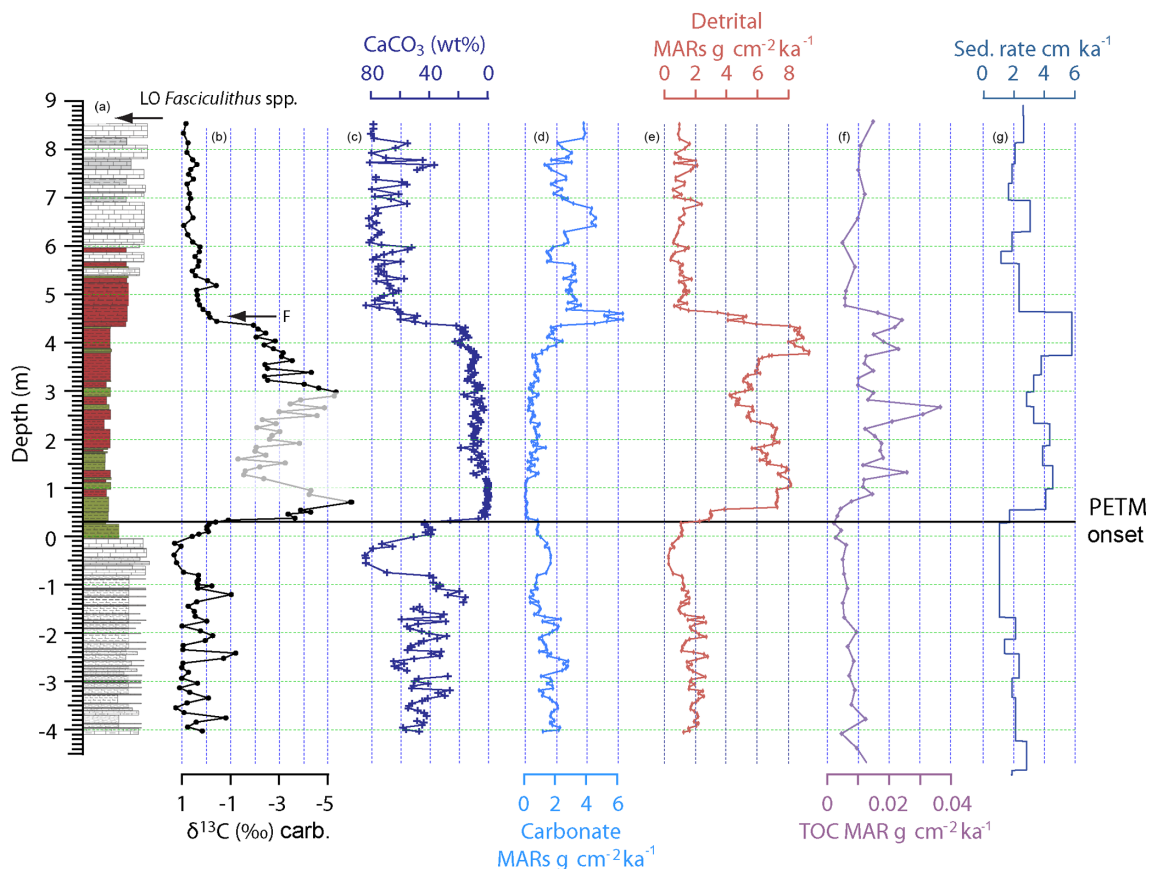 Detrital
CaCO₃ (wt%)
MARs g cm⁻² ka⁻¹
Sed. rate cm ka⁻¹
80 40 0
0 2 4 6 8
0 2 4 6
9
(a)
LO Fasciculithus spp.
(b)
(c)
(d)
(e)
(f)
(g)
8
7
6
5
F
4
3
2
1
0
-1
-2
-3
-4
Depth (m)
PETM
onset
1 -1 -3 -5
δ¹³C (‰) carb.
0 2 4 6
Carbonate
MARs g cm⁻² ka⁻¹
0 0.02 0.04
TOC MAR g cm⁻² ka⁻¹